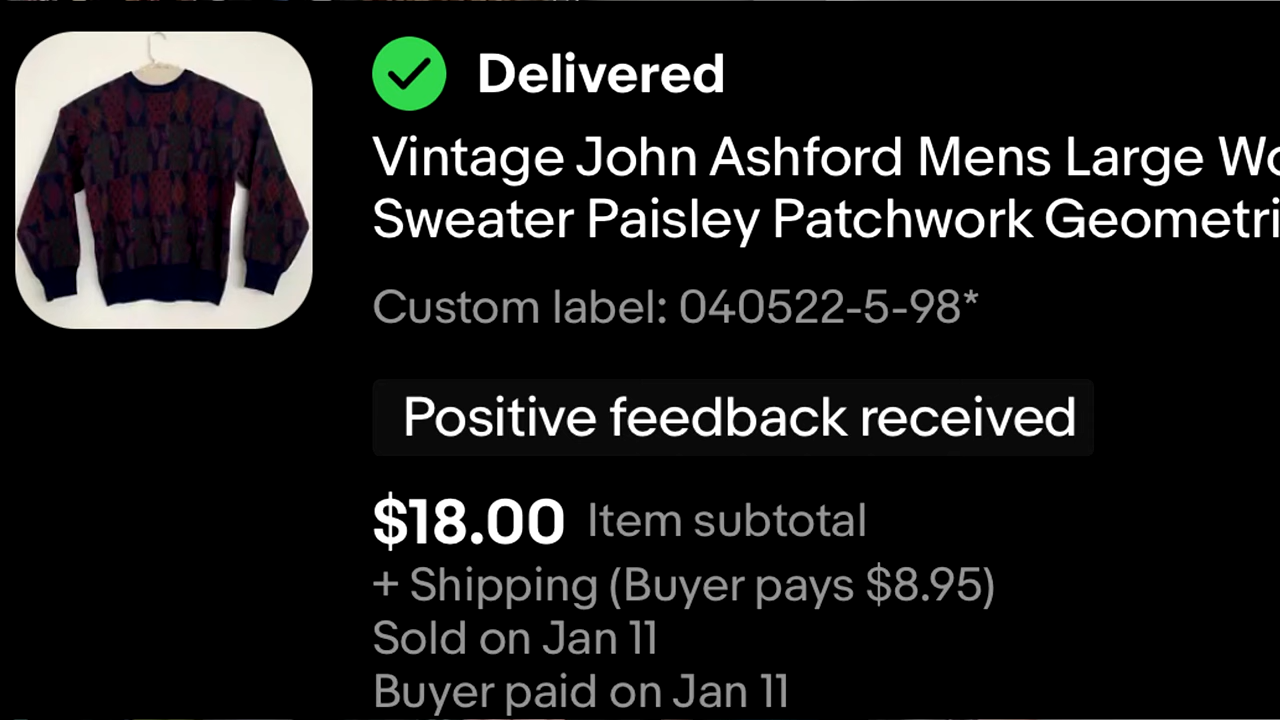 Delivered
Vintage John Ashford Mens Large Wo
Sweater Paisley Patchwork Geometri
Custom label: 040522-5-98*
Positive feedback received
$18.00 Item subtotal
+ Shipping (Buyer pays $8.95)
Sold on Jan 11
Buyer paid on Jan 11